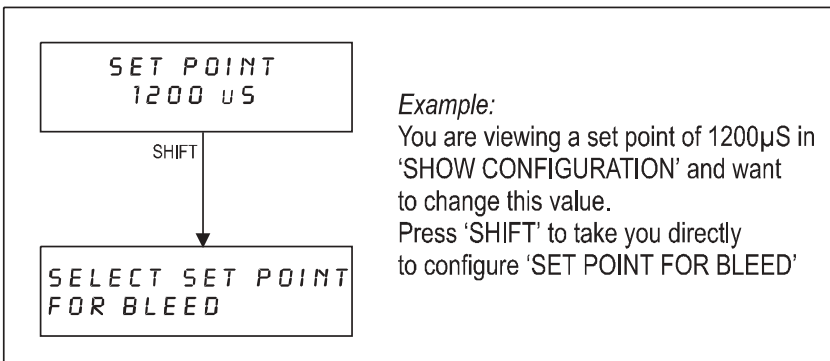 SET POINT
1200 uS
SHIFT
SELECT SET POINT
FOR BLEED
Example:
You are viewing a set point of 1200µS in
‘SHOW CONFIGURATION’ and want
to change this value.
Press ‘SHIFT’ to take you directly
to configure ‘SET POINT FOR BLEED’